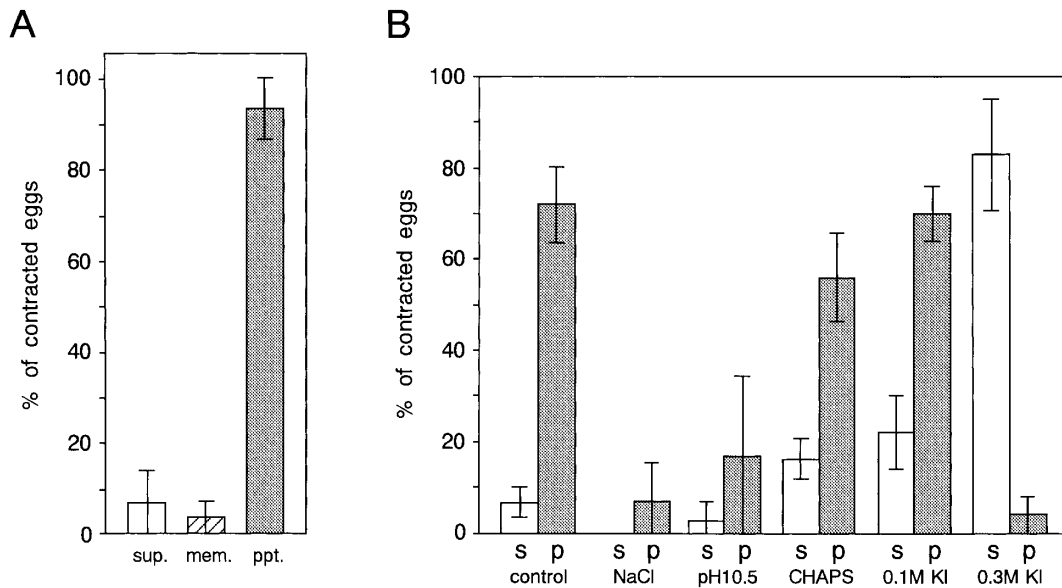 A
B
% of contracted eggs
100
80
60
40
20
0
sup. mem. ppt.
% of contracted eggs
100
80
60
40
20
0
s p s p s p s p s p s p
control NaCl pH10.5 CHAPS 0.1M KI 0.3M KI